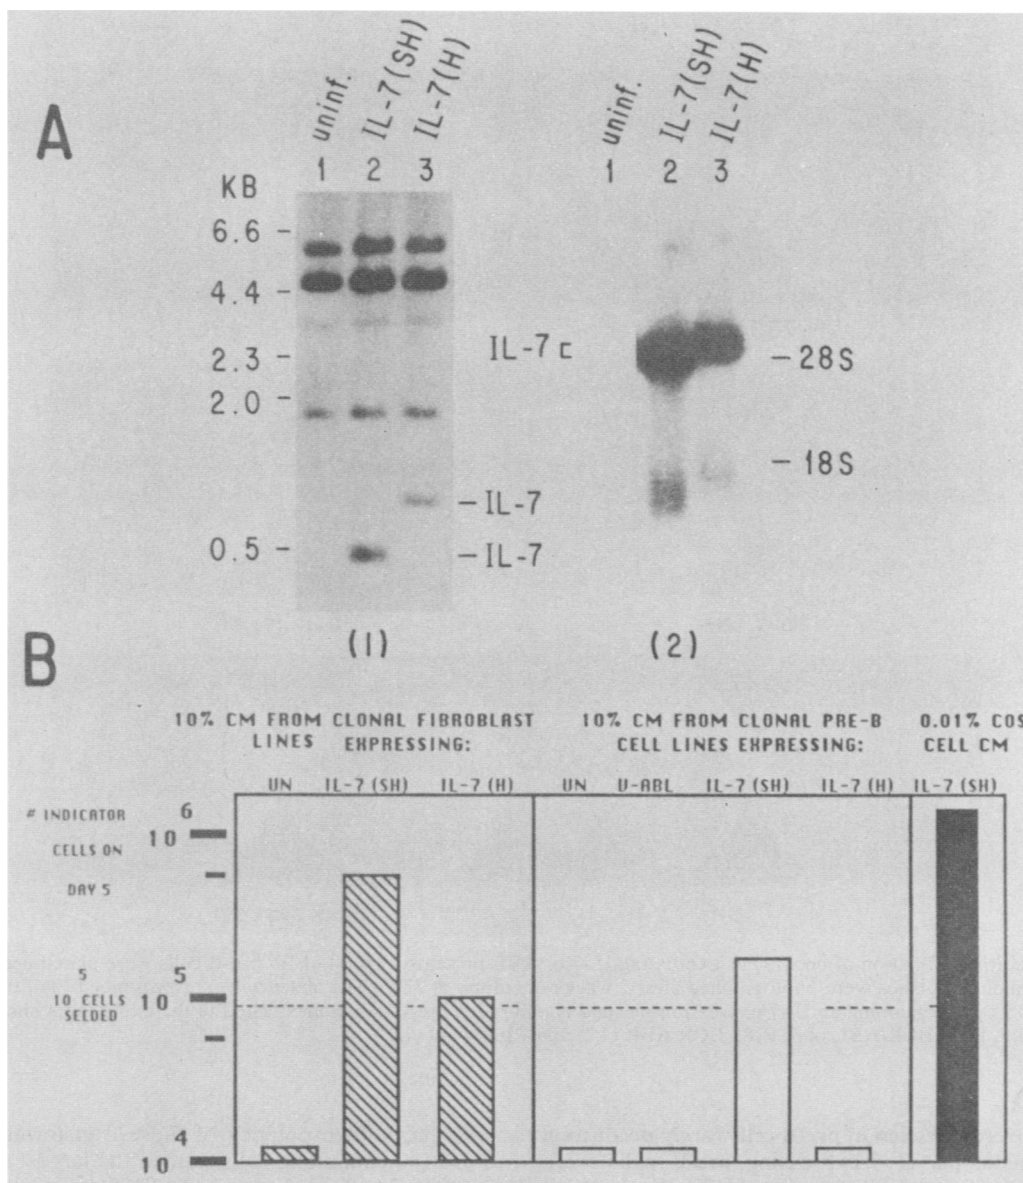 A
uninf.
IL-7(SH)
IL-7(H)
1 2 3
KB
6.6
4.4
2.3
2.0
0.5
IL-7
IL-7
(1)
uninf.
IL-7(SH)
IL-7(H)
1 2 3
IL-7
28S
18S
(2)
B
10% CM FROM CLONAL FIBROBLAST
LINES EXPRESSING:
10% CM FROM CLONAL PRE-B
CELL LINES EXPRESSING:
0.01% COS
CELL CM
UN IL-7 (SH) IL-7 (H) UN V-ABL IL-7 (SH) IL-7 (H) IL-7 (SH)
# INDICATOR
CELLS ON
DAY 5
10 6
5
10 CELLS
SEEDED
10 5
10 4